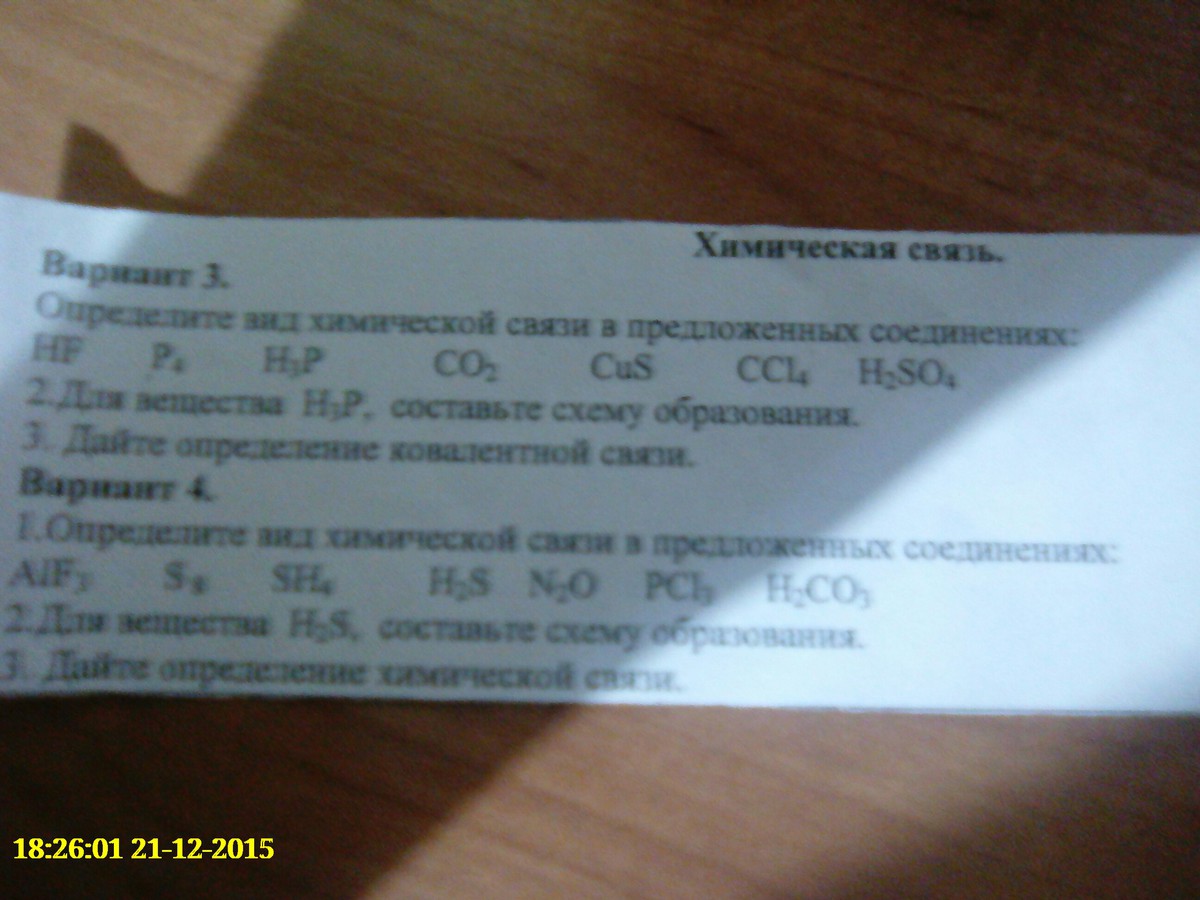 Химическая связь.
Вариант 3.
Определите вид химической связи в предложенных соединениях:
HF P₄ H₃P CO₂ CuS CCl₄ H₂SO₄
2.Для вещества H₃P, составьте схему образования.
3. Дайте определение ковалентной связи.
Вариант 4.
1.Определите вид химической связи в предложенных соединениях:
AlF₃ S₈ SH₄ H₂S N₂O PCl₃ H₂CO₃
2.Для вещества H₂S, составьте схему образования.
3. Дайте определение химической связи.
18:26:01 21-12-2015